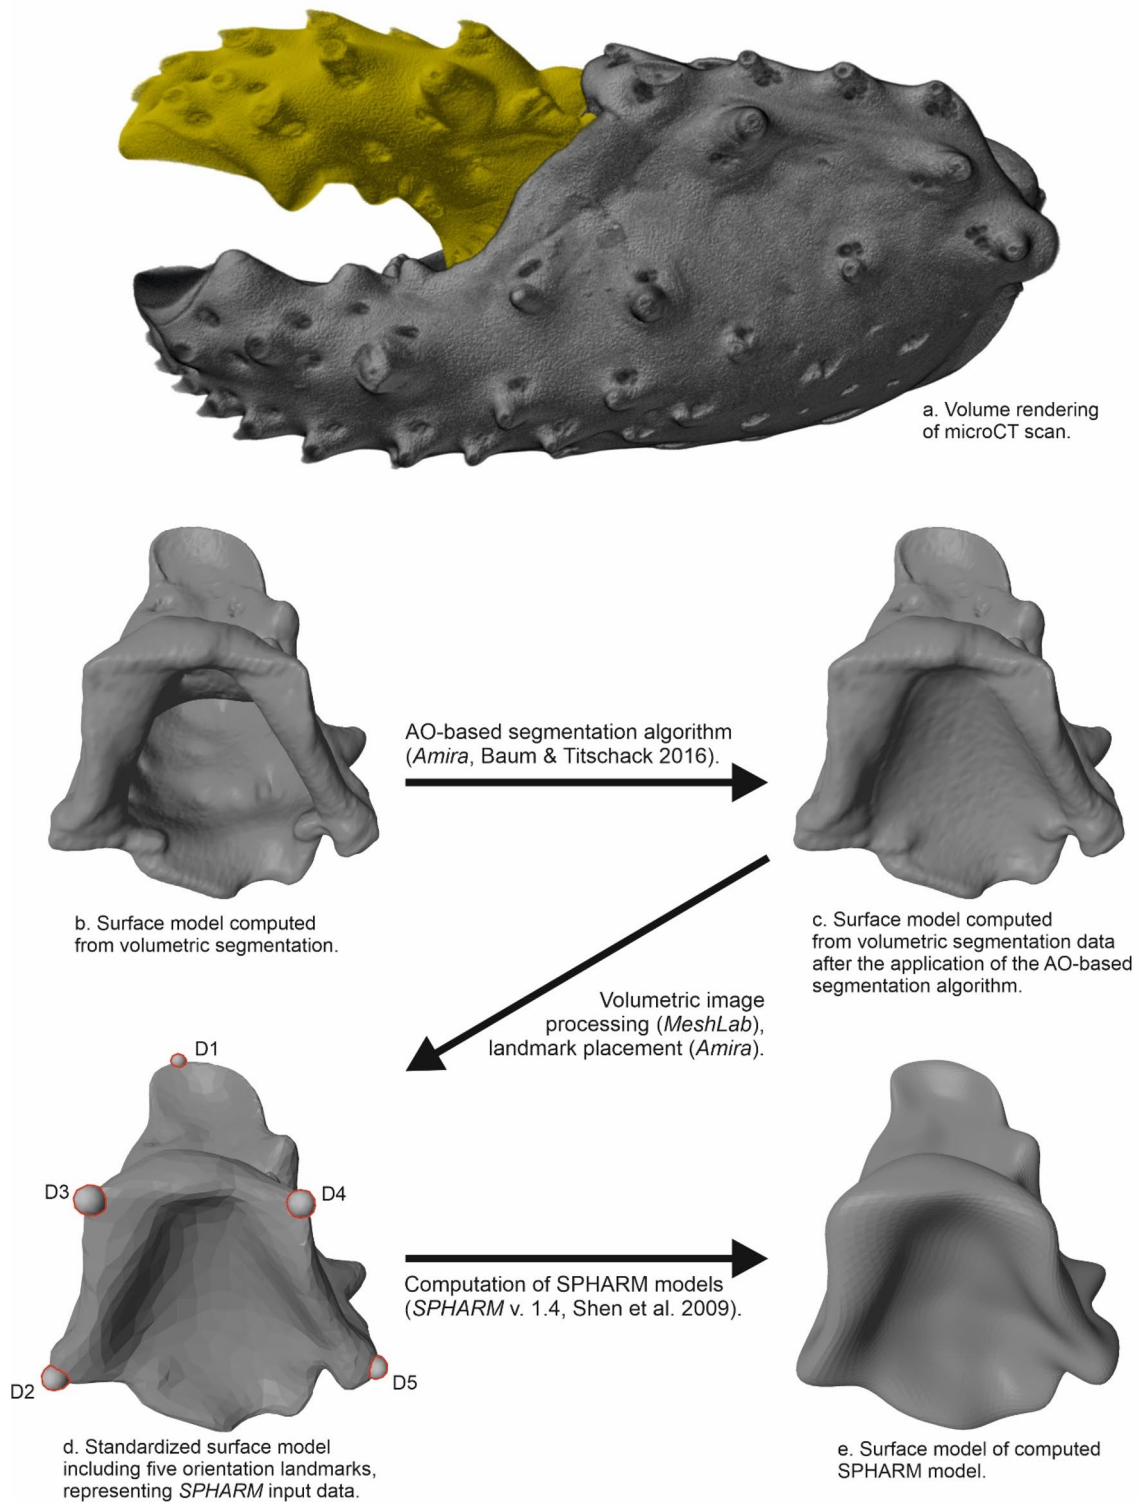 a. Volume rendering
of microCT scan.
AO-based segmentation algorithm
(Amira, Baum & Titschack 2016).
b. Surface model computed
from volumetric segmentation.
c. Surface model computed
from volumetric segmentation data
after the application of the AO-based
segmentation algorithm.
Volumetric image
processing (MeshLab),
landmark placement (Amira).
D1
D3
D4
Computation of SPHARM models
(SPHARM v. 1.4, Shen et al. 2009).
D2
D5
d. Standardized surface model
including five orientation landmarks,
representing SPHARM input data.
e. Surface model of computed
SPHARM model.